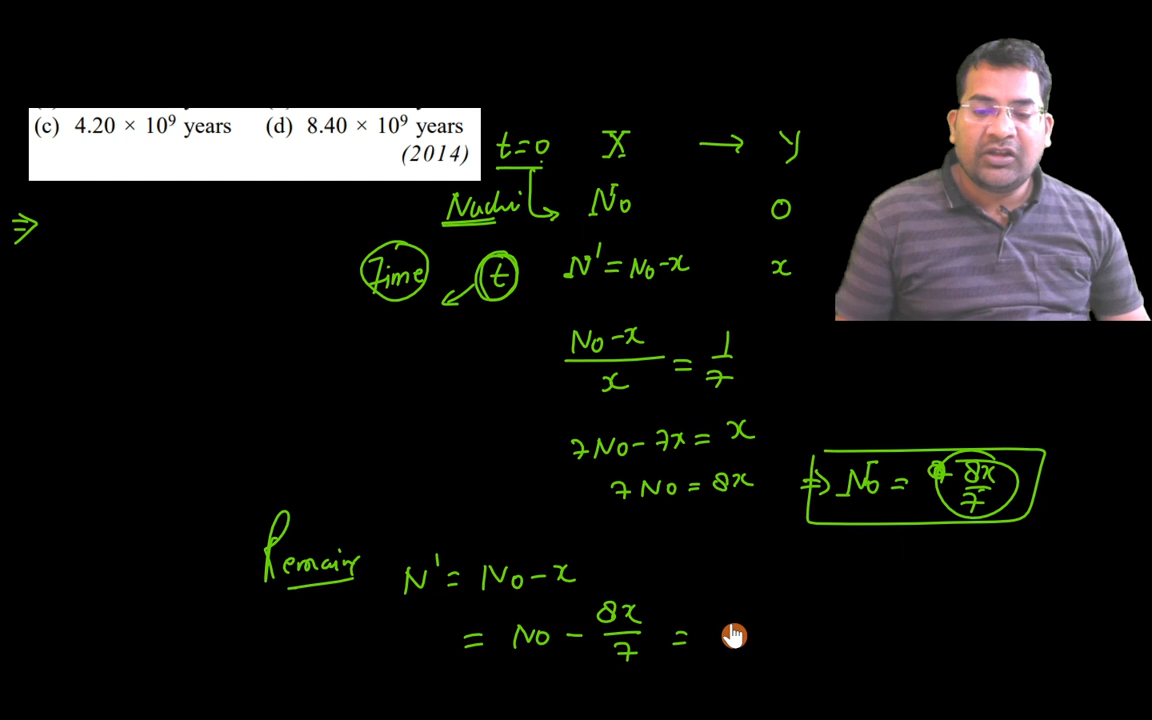 (c) 4.20 × 10⁹ years (d) 8.40 × 10⁹ years
(2014)
t=0 X → Y
Nuclei N₀ 0
⇒
Time t N' = N₀-x x
N₀-x / x = 1/7
7N₀-7x = x
7N₀ = 8x ⇒ N₀ = 8x/7
Remain N' = N₀-x
= N₀ - 8x/7 =